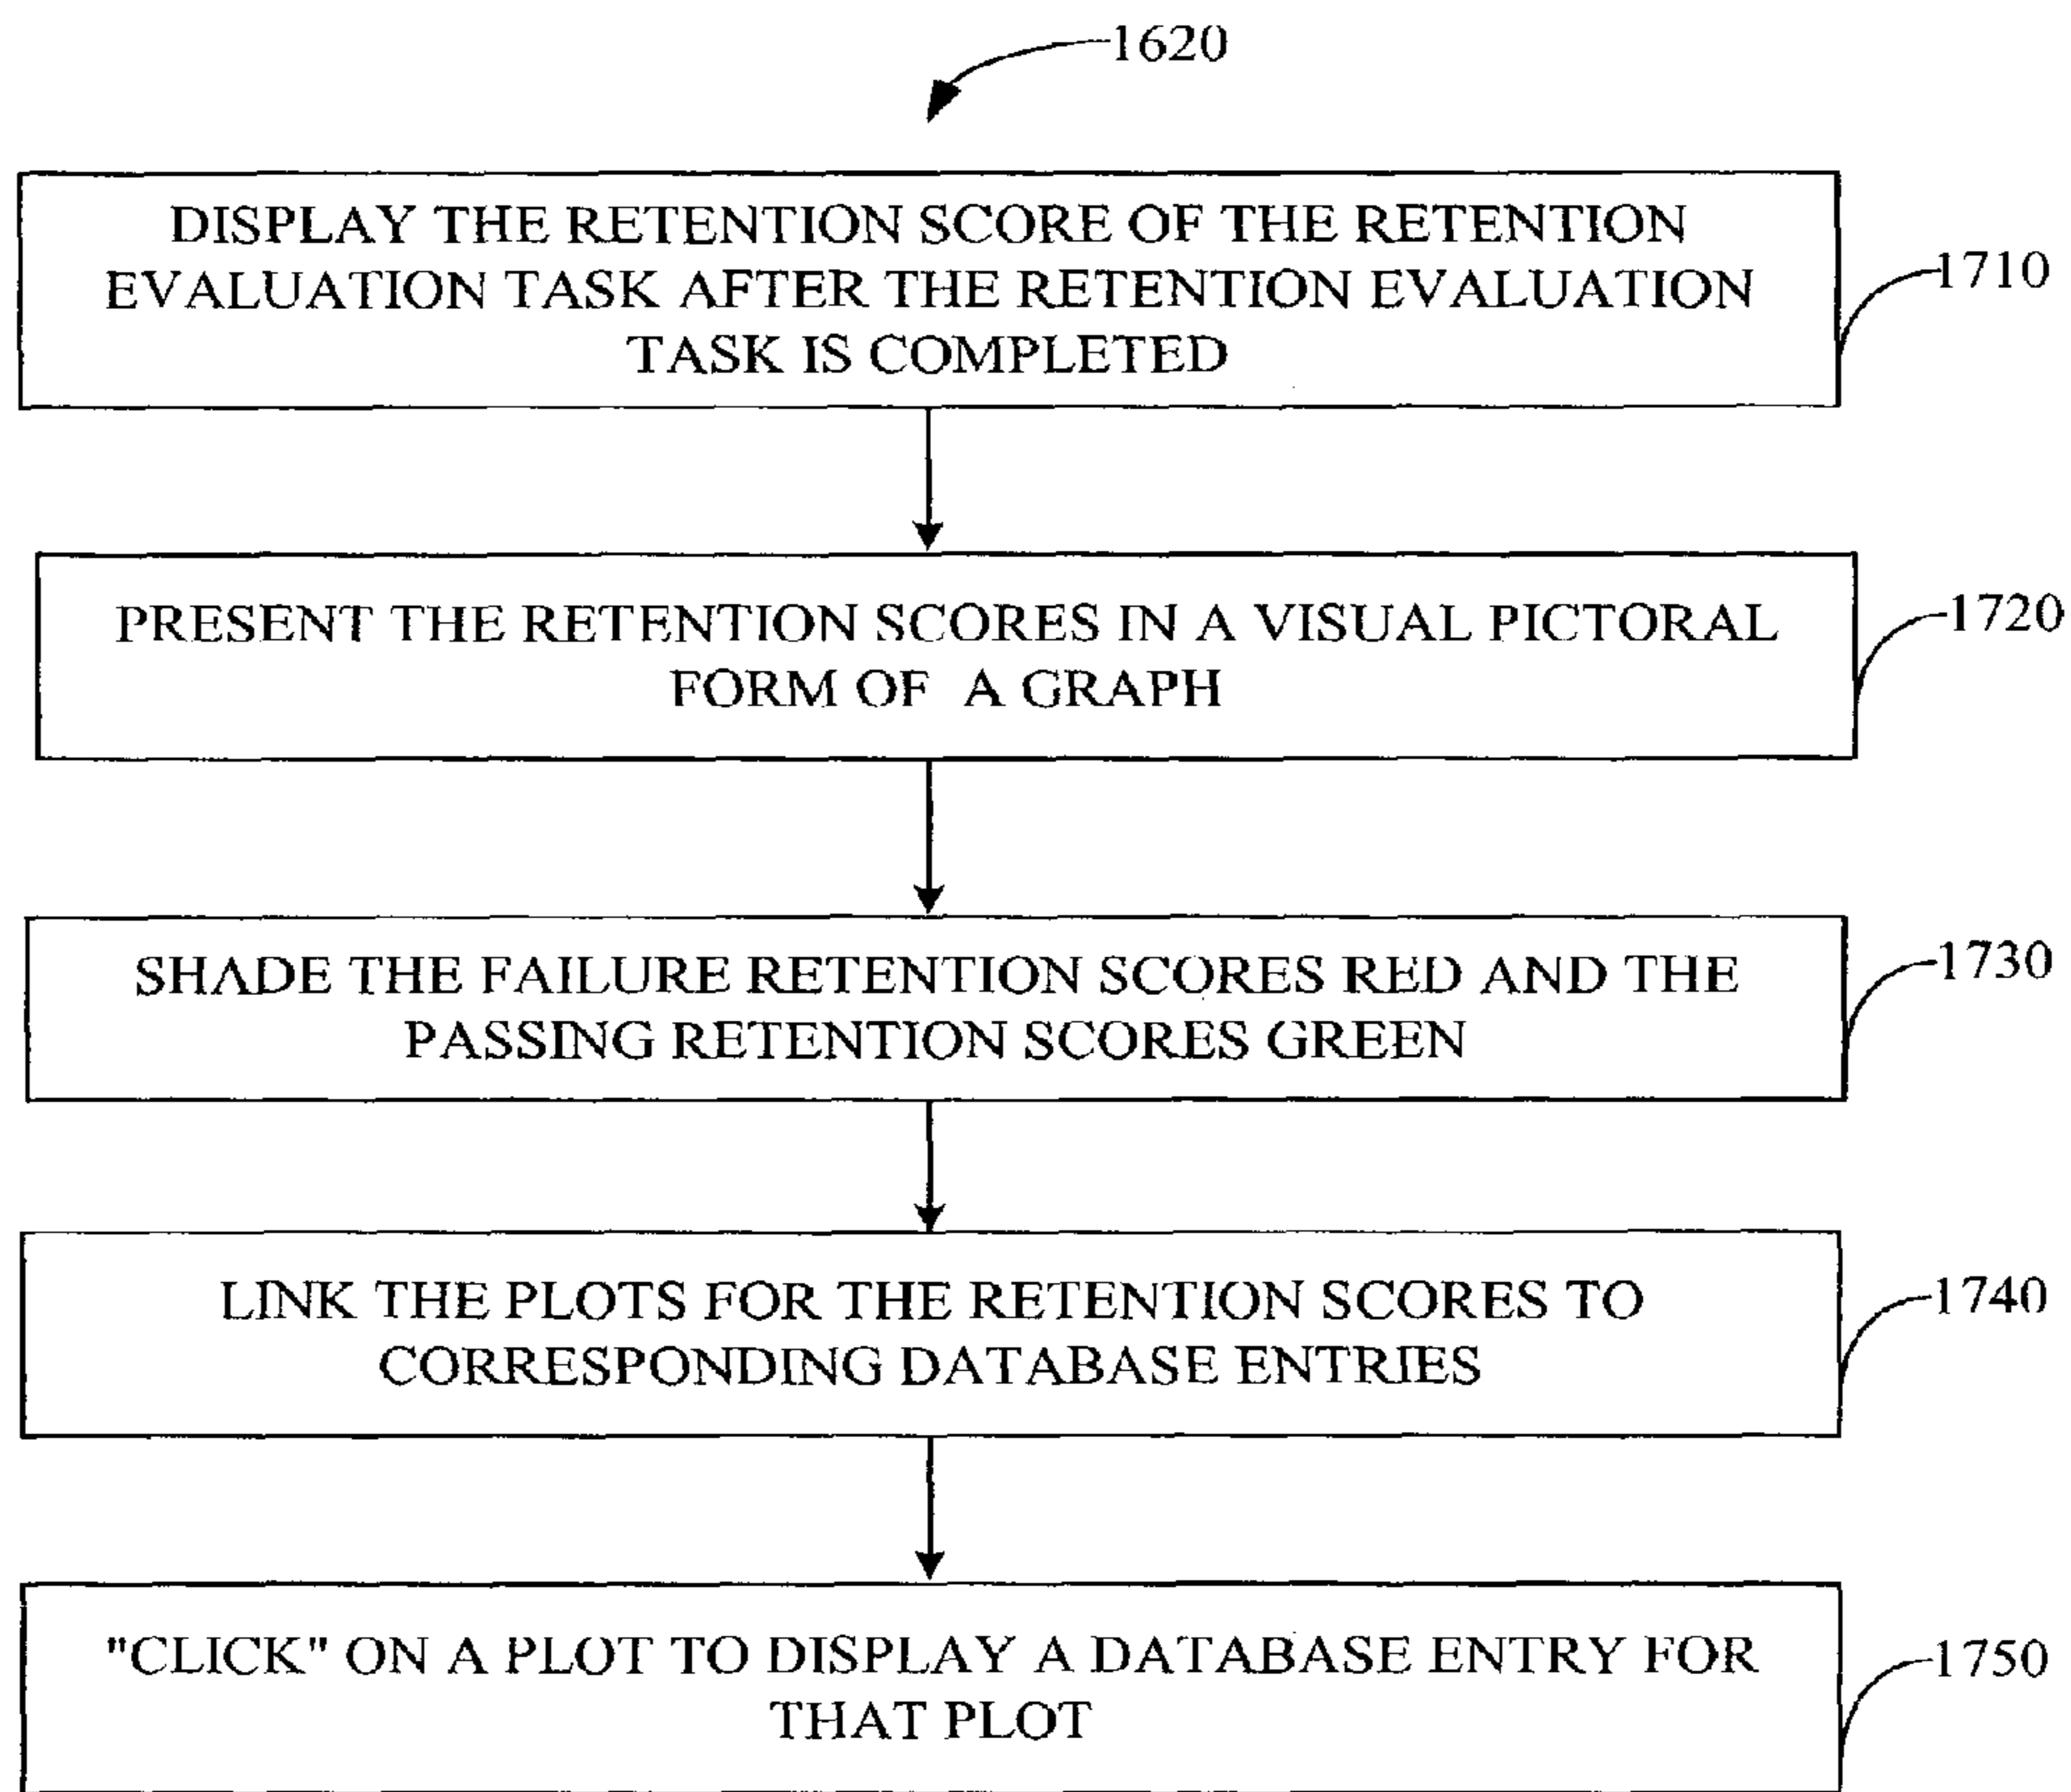 1620
DISPLAY THE RETENTION SCORE OF THE RETENTION
EVALUATION TASK AFTER THE RETENTION EVALUATION
TASK IS COMPLETED
1710
PRESENT THE RETENTION SCORES IN A VISUAL PICTORAL
FORM OF A GRAPH
1720
SHADE THE FAILURE RETENTION SCORES RED AND THE
PASSING RETENTION SCORES GREEN
1730
LINK THE PLOTS FOR THE RETENTION SCORES TO
CORRESPONDING DATABASE ENTRIES
1740
"CLICK" ON A PLOT TO DISPLAY A DATABASE ENTRY FOR
THAT PLOT
1750